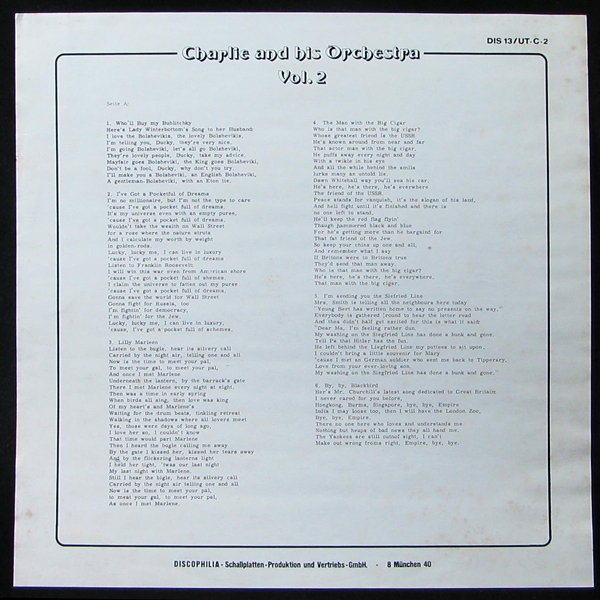 DIS 13/UT-C-2
Charlie and his Orchestra
Vol. 2
Seite A:
1. Who'll Buy my Bublitchky
Here's Lady Winterbottom's Song to her Husband:
I love the Bolshevikis, the lovely Bolshevikis,
I'm telling you, Ducky, they're very nice.
I'm going Bolsheviki, let's all go Bolsheviki,
They're lovely people, Ducky, take my advice.
Mayfair goes Bolsheviki, the King goes Bolsheviki,
Don't be a fool, Ducky, why don't you try.
I'll make you a Bolsheviki, an English Bolsheviki,
A gentleman-Bolsheviki, with an Eton tie.
2. I've Got a Pocketful of Dreams
I'm no millionaire, but I'm not the type to care
'cause I've got a pocket full of dreams.
It's my universe even with an empty purse,
'cause I've got a pocket full of dreams.
Wouldn't take the wealth on Wall Street
for a rose where the nature struts
And I calculate my worth by weight
in golden-rods.
Lucky, lucky me, I can live in luxury
'cause I've got a pocket full of dreams
Listen to Franklin Roosevelt:
I will win this war even from American shore
'cause I've got a pocket full of shemes.
I claim the universe to fatten out my purse
'cause I've got a pocket full of dreams.
Gonna save the world for Wall Street
Gonna fight for Russia, too
I'm fightin' for democracy,
I'm fightin' for the Jew.
Lucky, lucky me, I can live in luxury,
'cause, I've got a pocket full of schemes.
3. Lilly Marleen
Listen to the bugle, hear its silvery call
Carried by the night air, telling one and all
Now is the time to meet your pal,
To meet your gal, to meet your pal,
And once I met Marlene
Underneath the lantern, by the barrack's gate
There I met Marlene every night at eight.
Then was a time in early spring
When birds all sing, then love was king
Of my heart's and Marlene's
Waiting for the drum beats, tinkling retreat
Walking in the shadows where all lovers meet
Yes, those were days of long ago,
I love her so, I couldn't know
That time would part Marlene
Then I heard the bugle calling me away
By the gate I kissed her, kissed her tears away
And by the flickering lanterns light
I held her tight, 'twas our last night
My last night with Marlene.
Still I hear the bugle, hear its silvery call
Carried by the night air telling one and all
Now is the time to meet your pal,
to meet your gal, to meet your pal,
As once I met Marlene.
4. The Man with the Big Cigar
Who is that man with the big cigar?
Whose greatest friend is the USSR
He's known around from near and far
That actor man with the big cigar.
He puffs away every night and day
With a twikle in his eye
And all the while behind the smile
lurks many an untold lie.
Down Whitehall way you'll see his car,
He's here, he's there, he's everwhere
The friend of the USSR.
Peace stands for vanquish, it's the slogan of his land,
And hell fight until it's finished and there is
no one left to stand.
He'll keep the red flag flyin'
Though jammered black and blue
For he's getting more than he bargaind for
That fat friend of the Jew.
So keep your chins up one and all,
And remember what I say
If Britons were in Britons true
They'd send that man away.
Who is that man with the big cigar?
He's here, he's there, he's everywhere,
That man with the big cigar.
5. I'm sending you the Siefried Line
Mrs. Smith is telling all the neighbours here today
"Young Bert has written home to say no presents on the way."
Everybody is gathered 1round to hear the letter read
And thea didn't half get excited for this is what it said:
"Dear Ma, I'm feeling rather dun,
My washing on the Siegfried Line has done a bunk and gone.
Tell Pa that Hitler has the fun,
He left behind the Siegfried Line my putties to sit upon,
I couldn't bring a little souvenir for Mary
'cause I met an German soldier who sent me back to Tipperary.
Love from your ever-loving son.
My washing on the Siegfried Line has done a bunk and gone."
6. By, by, Blackbird
Her's Mr. Churchill's latest song dedicated to Great Britain:
I never cared for you before,
Hongkong, Burma, Singapore, bye, bye, Empire
India I may loose too, then I will have the London Zoo,
Bye, bye, Empire.
There no one here who loves and understands me
Nothing but heaps of bad news they all hand me.
The Yankees are still outouf sight, I can't
Make out wrong froms right, Empire, bye, bye.
DISCOPHILIA - Schallplatten-Produktion und Vertriebs-GmbH. - 8 München 40